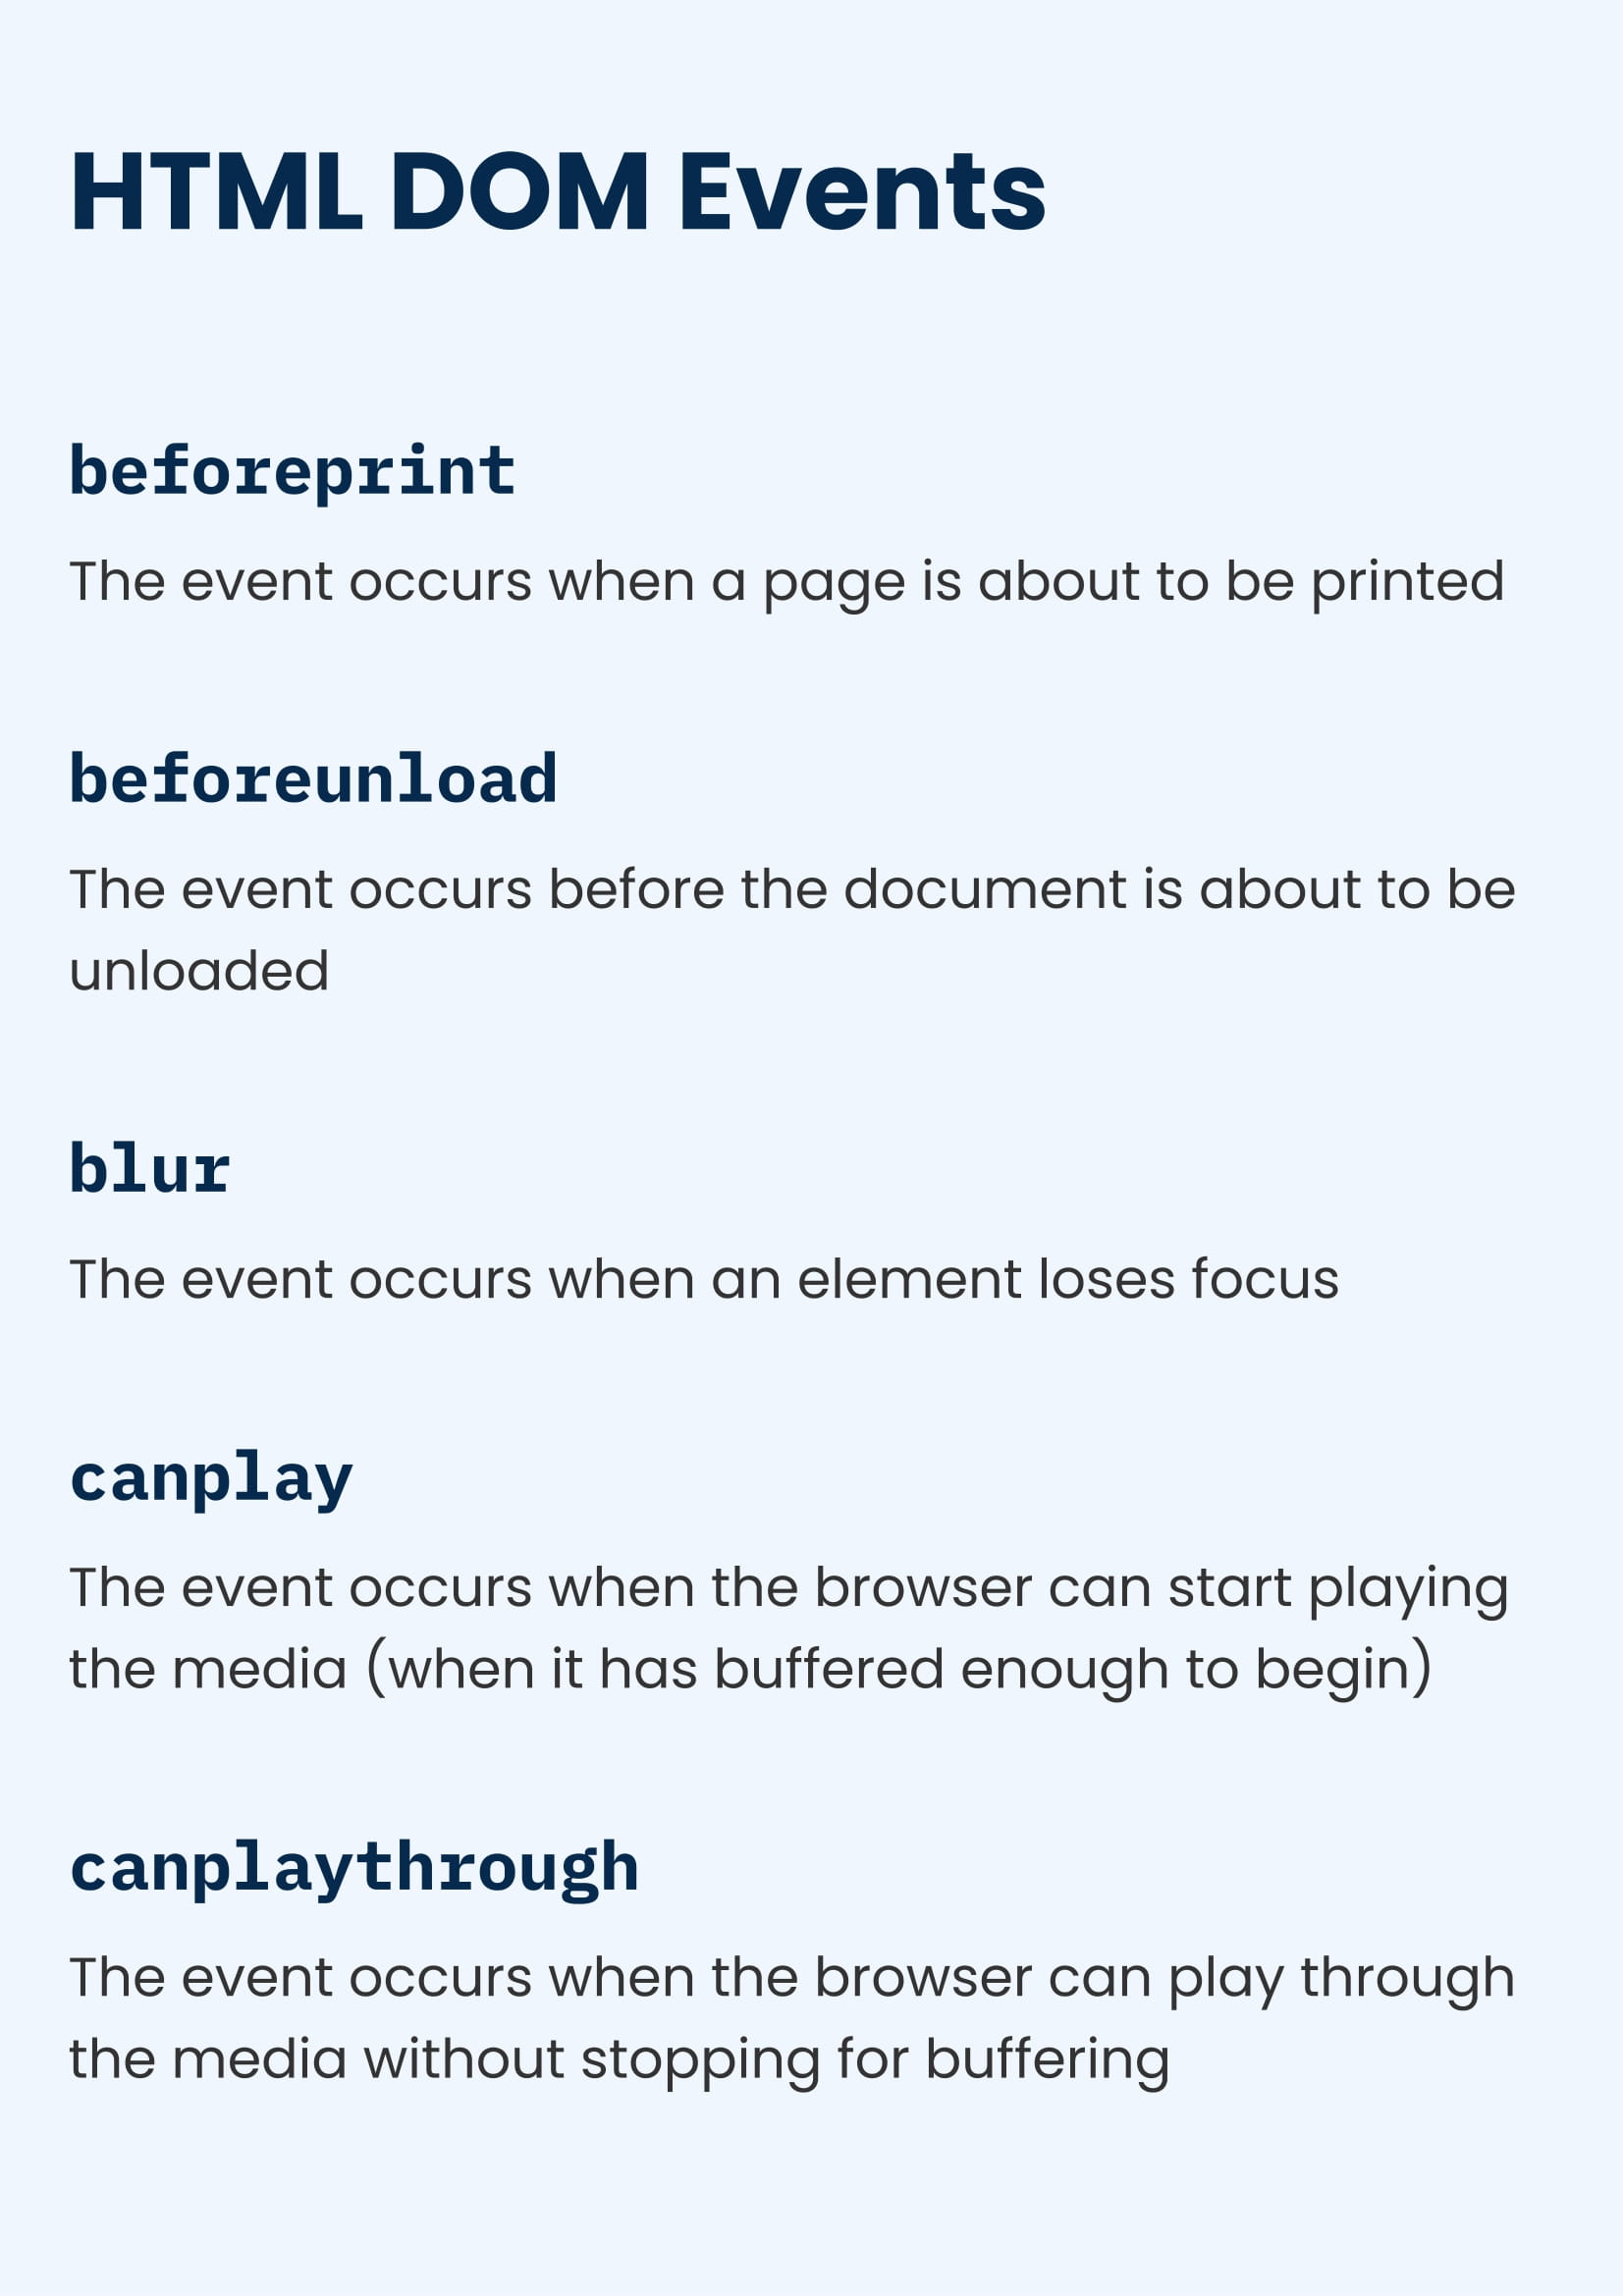 HTML DOM Events
beforeprint
The event occurs when a page is about to be printed
beforeunload
The event occurs before the document is about to be
unloaded
blur
The event occurs when an element loses focus
canplay
The event occurs when the browser can start playing
the media (when it has buffered enough to begin)
canplaythrough
The event occurs when the browser can play through
the media without stopping for buffering